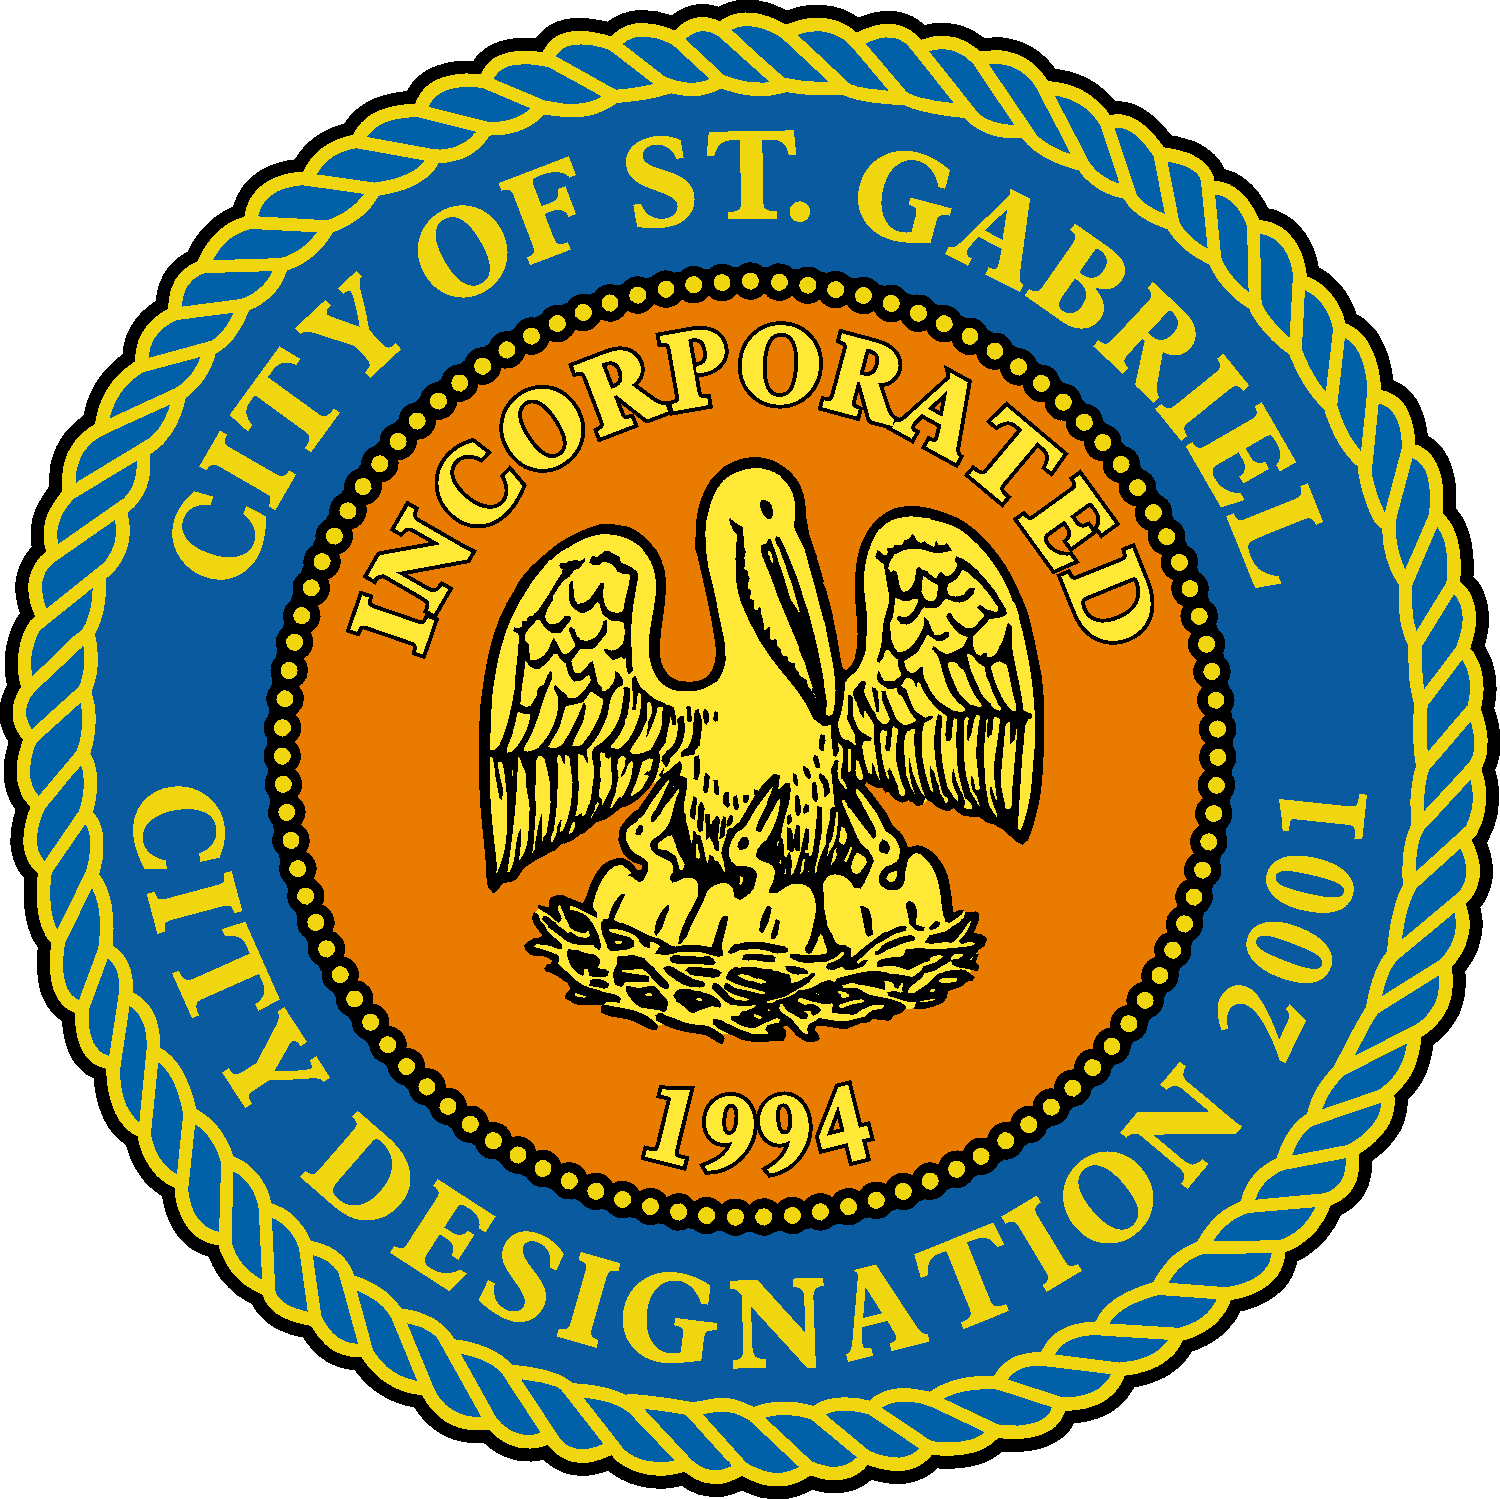 CITY OF ST. GABRIEL
INCORPORATED
1994
CITY DESIGNATION 2001